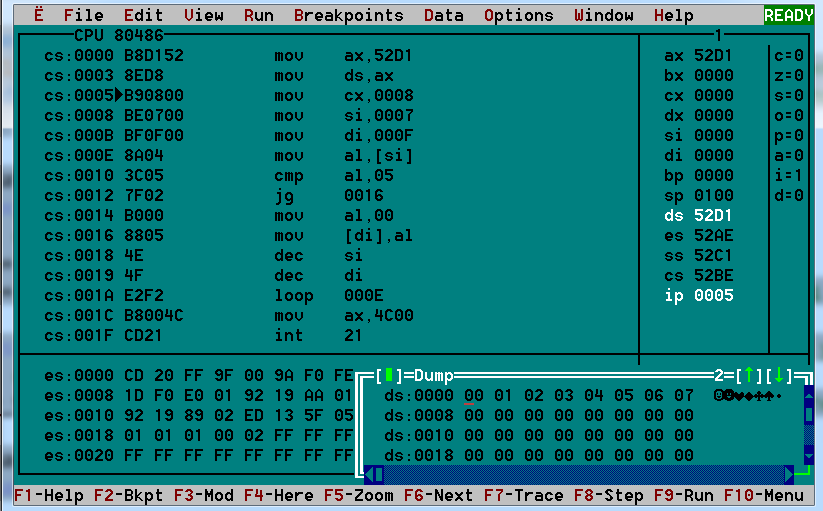 Ë File Edit View Run Breakpoints Data Options Window Help READY
CPU 80486 1
cs:0000 B8D152 mov ax,52D1 ax 52D1 c=0
cs:0003 8ED8 mov ds,ax bx 0000 z=0
cs:0005►B90800 mov cx,0008 cx 0000 s=0
cs:0008 BE0700 mov si,0007 dx 0000 o=0
cs:000B BF0F00 mov di,000F si 0000 p=0
cs:000E 8A04 mov al,[si] di 0000 a=0
cs:0010 3C05 cmp al,05 bp 0000 i=1
cs:0012 7F02 jg 0016 sp 0100 d=0
cs:0014 B000 mov al,00 ds 52D1
cs:0016 8805 mov [di],al es 52AE
cs:0018 4E dec si ss 52C1
cs:0019 4F dec di cs 52BE
cs:001A E2F2 loop 000E ip 0005
cs:001C B8004C mov ax,4C00
cs:001F CD21 int 21
es:0000 CD 20 FF 9F 00 9A F0 FE
es:0008 1D F0 E0 01 92 19 AA 01
es:0010 92 19 89 02 ED 13 5F 05
es:0018 01 01 01 00 02 FF FF FF
es:0020 FF FF FF FF FF FF FF FF
[■]=Dump 2=[↑][↓]
ds:0000 00 01 02 03 04 05 06 07 ☺☻♥♦♣♠•
ds:0008 00 00 00 00 00 00 00 00
ds:0010 00 00 00 00 00 00 00 00
ds:0018 00 00 00 00 00 00 00 00
F1-Help F2-Bkpt F3-Mod F4-Here F5-Zoom F6-Next F7-Trace F8-Step F9-Run F10-Menu